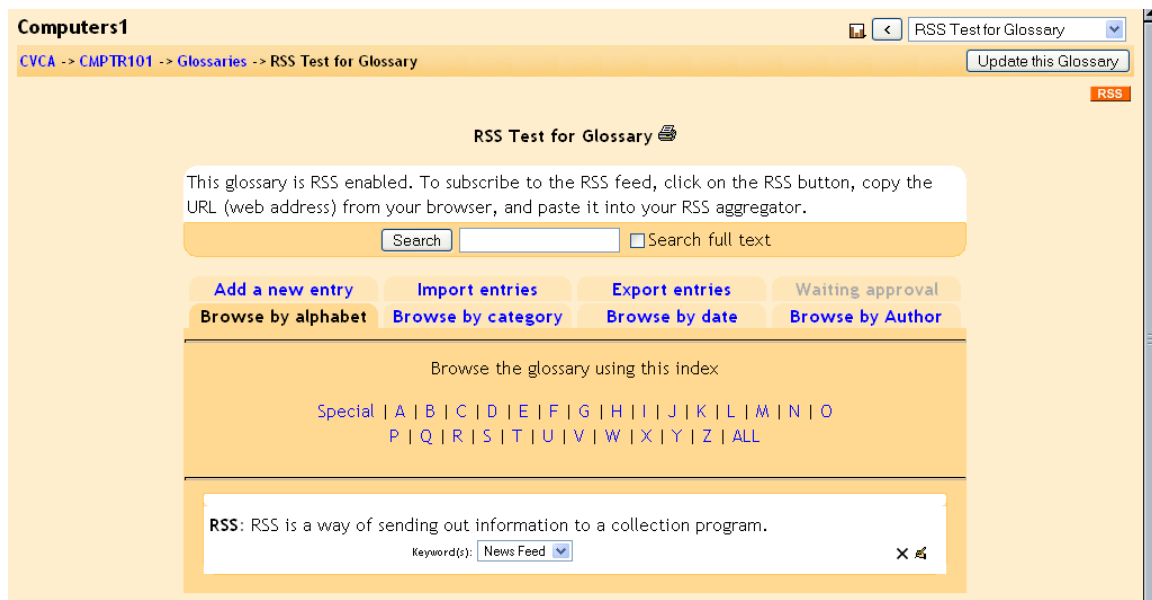 Computers1
<
RSS Test for Glossary
CVCA -> CMPTR101 -> Glossaries -> RSS Test for Glossary
Update this Glossary
RSS
RSS Test for Glossary
This glossary is RSS enabled. To subscribe to the RSS feed, click on the RSS button, copy the
URL (web address) from your browser, and paste it into your RSS aggregator.
Search Search full text
Add a new entry Import entries Export entries Waiting approval
Browse by alphabet Browse by category Browse by date Browse by Author
Browse the glossary using this index
Special | A | B | C | D | E | F | G | H | I | J | K | L | M | N | O
P | Q | R | S | T | U | V | W | X | Y | Z | ALL
RSS: RSS is a way of sending out information to a collection program.
Keyword(s): News Feed